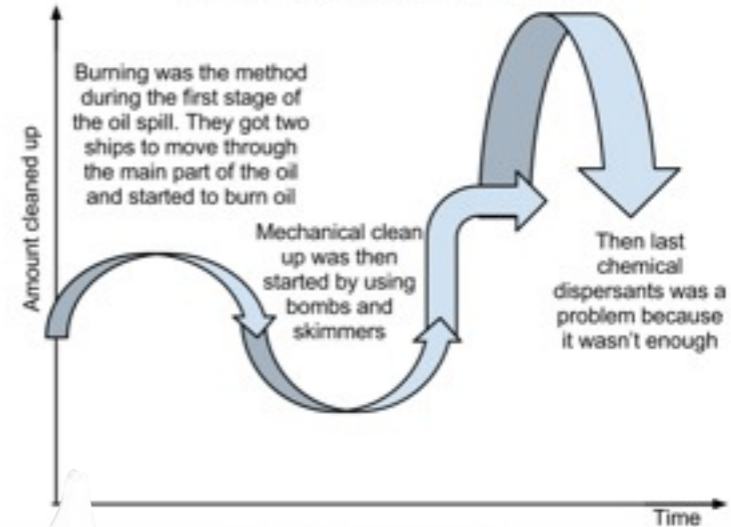 Burning was the method
during the first stage of
the oil spill. They got two
ships to move through
the main part of the oil
and started to burn oil
Amount cleaned up
Mechanical clean
up was then
started by using
bombs and
skimmers
Then last
chemical
dispersants was a
problem because
it wasn't enough
Time